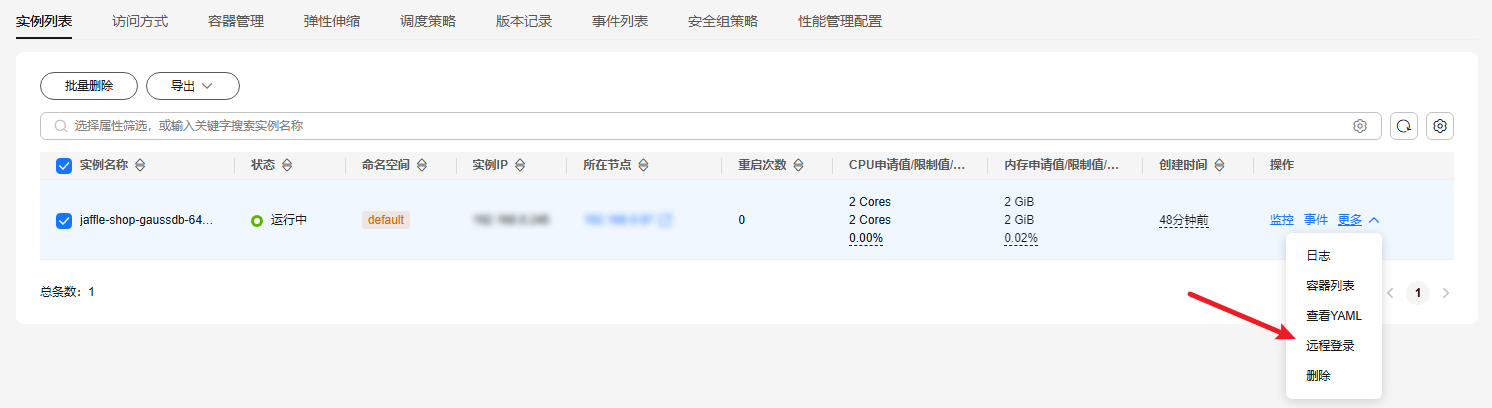 实例列表 访问方式 容器管理 弹性伸缩 调度策略 版本记录 事件列表 安全组策略 性能管理配置
批量删除 导出
选择属性筛选，或输入关键字搜索实例名称
实例名称 状态 命名空间 实例IP 所在节点 重启次数 CPU申请值/限制值/... 内存申请值/限制值/... 创建时间 操作
2 Cores 2 GiB
jaffle-shop-gaussdb-64... 运行中 default 0 2 Cores 2 GiB 48分钟前 监控 事件 更多
0.00% 0.02%
日志
容器列表
总条数：1 1
查看YAML
远程登录
删除